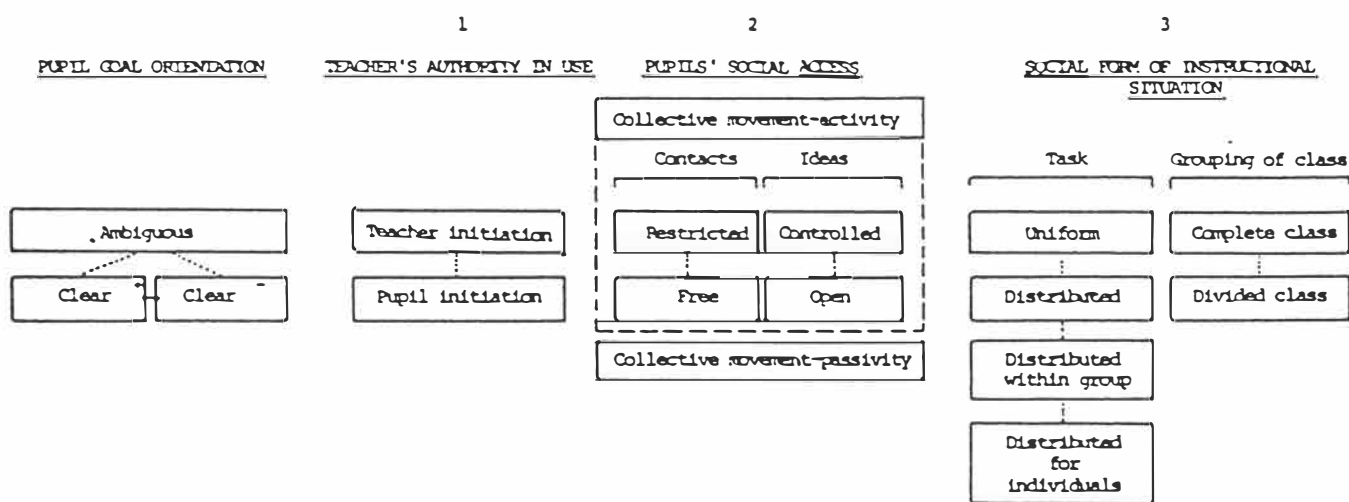 1 2 3
PUPIL GOAL ORIENTATION TEACHER'S AUTHORITY IN USE PUPILS' SOCIAL ACCESS SOCIAL FORM OF INSTRUCTIONAL
SITUATION
Collective movement-activity
Contacts Ideas Task Grouping of class
Ambiguous Teacher initiation Restricted Controlled Uniform Complete class
Clear Clear Pupil initiation Free Open Distributed Divided class
Collective movement-passivity Distributed
within group
Distributed
for
individuals